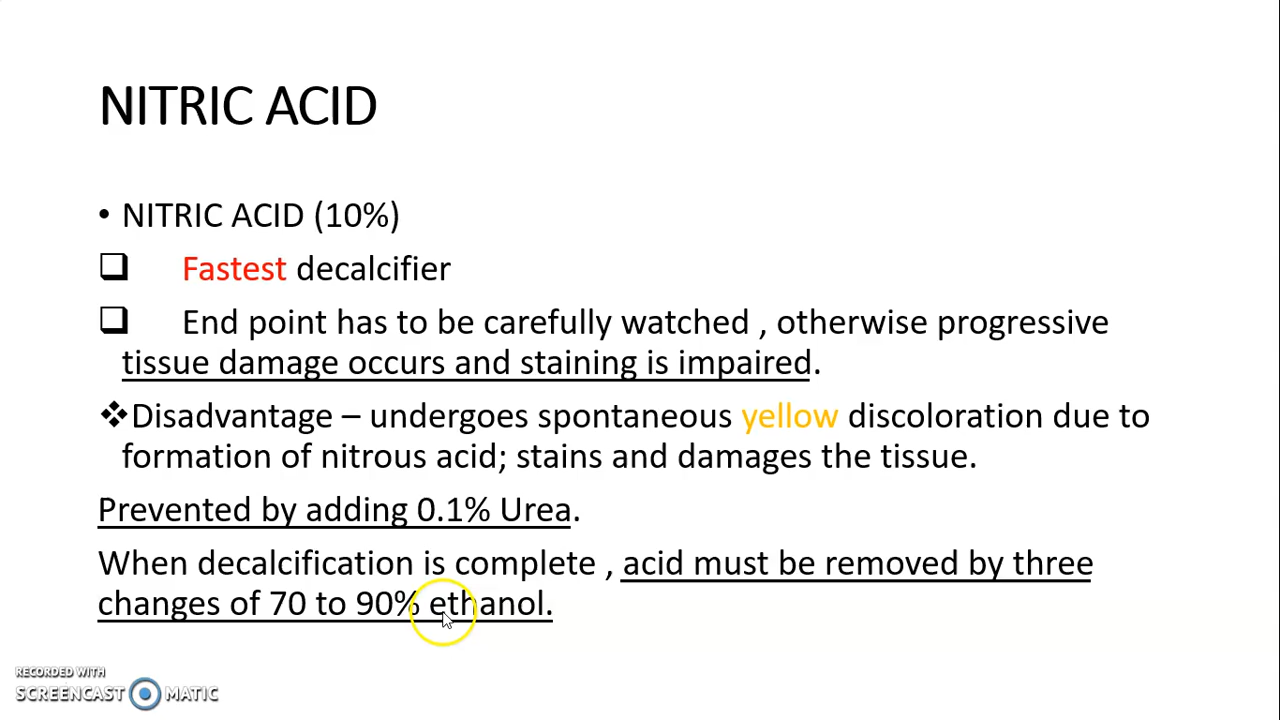 NITRIC ACID
• NITRIC ACID (10%)
❑ Fastest decalcifier
❑ End point has to be carefully watched , otherwise progressive
tissue damage occurs and staining is impaired.
❖Disadvantage – undergoes spontaneous yellow discoloration due to
formation of nitrous acid; stains and damages the tissue.
Prevented by adding 0.1% Urea.
When decalcification is complete , acid must be removed by three
changes of 70 to 90% ethanol.
RECORDED WITH
SCREENCAST MATIC